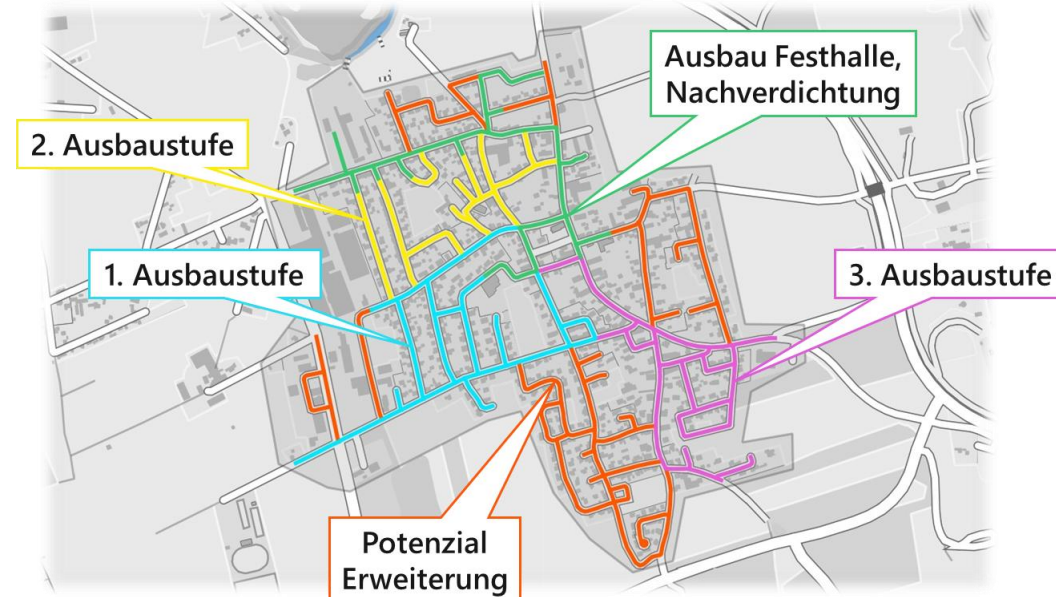 Ausbau Festhalle,
Nachverdichtung
2. Ausbaustufe
1. Ausbaustufe
3. Ausbaustufe
Potenzial
Erweiterung